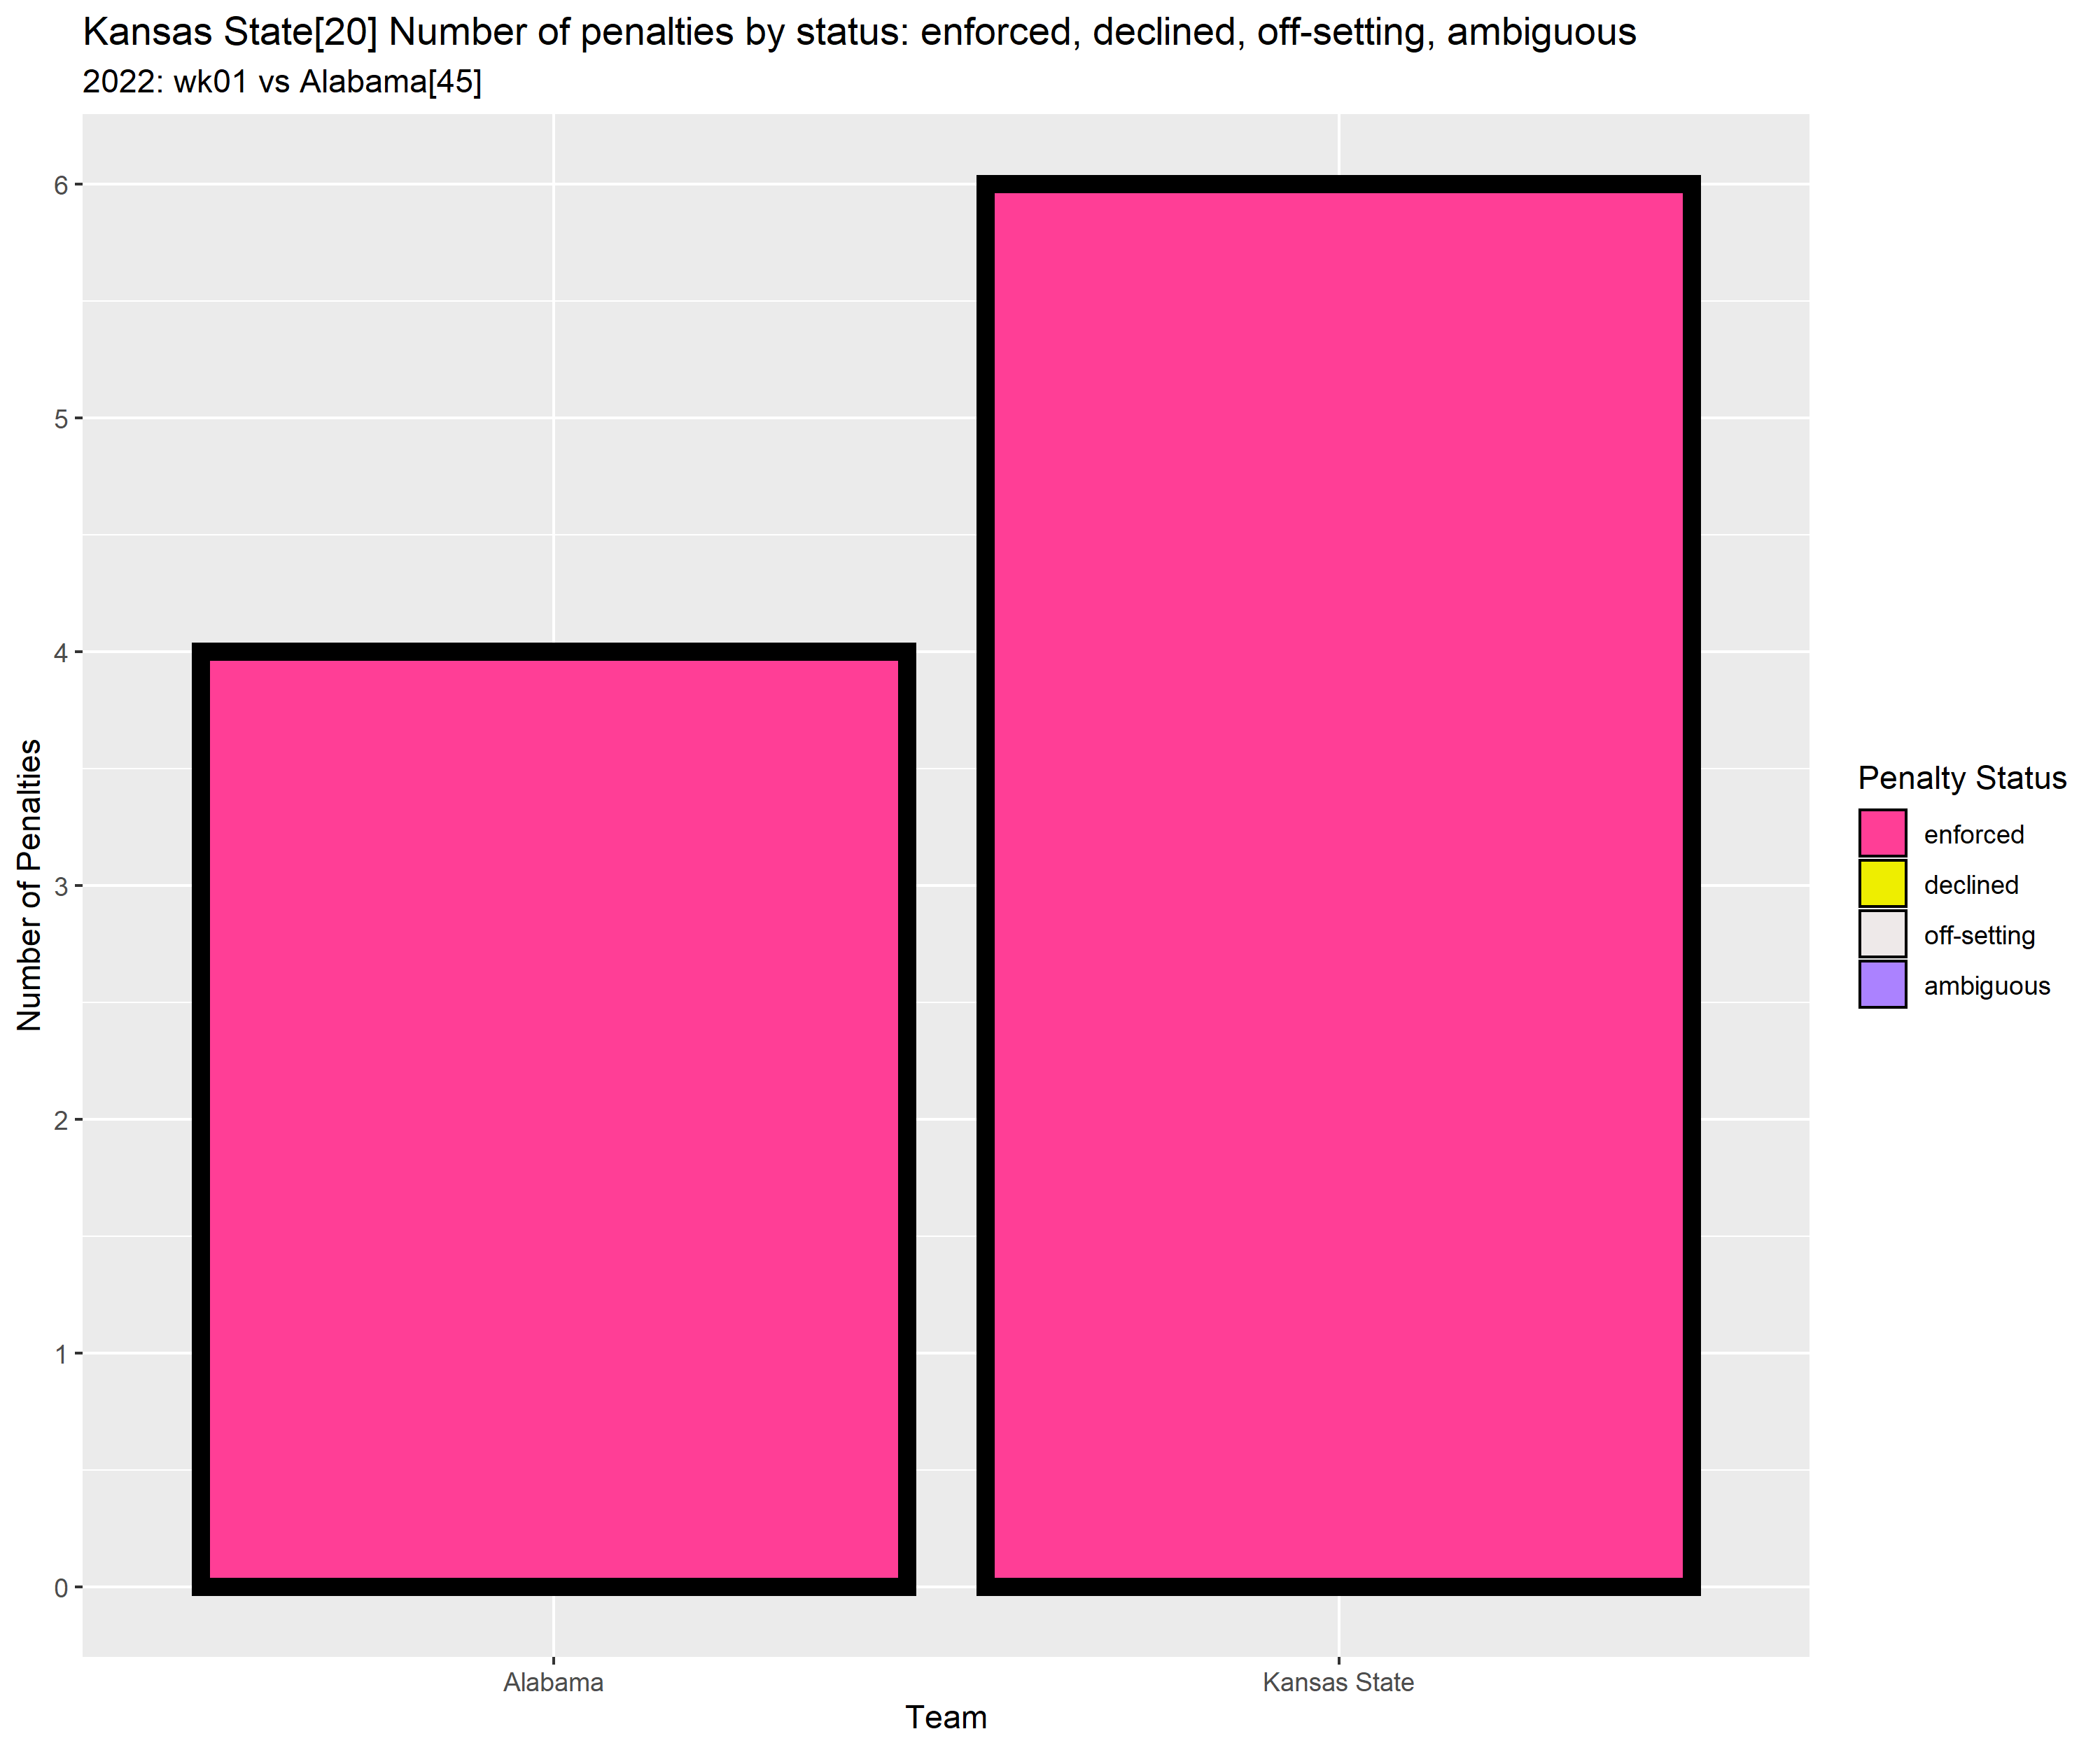 Kansas State[20] Number of penalties by status: enforced, declined, off-setting, ambiguous
2022: wk01 vs Alabama[45]
Number of Penalties
6
5
4
3
2
1
0
Alabama
Kansas State
Team
Penalty Status
enforced
declined
off-setting
ambiguous